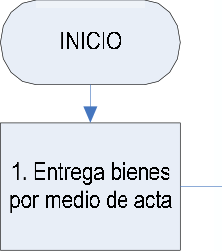 INICIO
1. Entrega bienes
por medio de acta